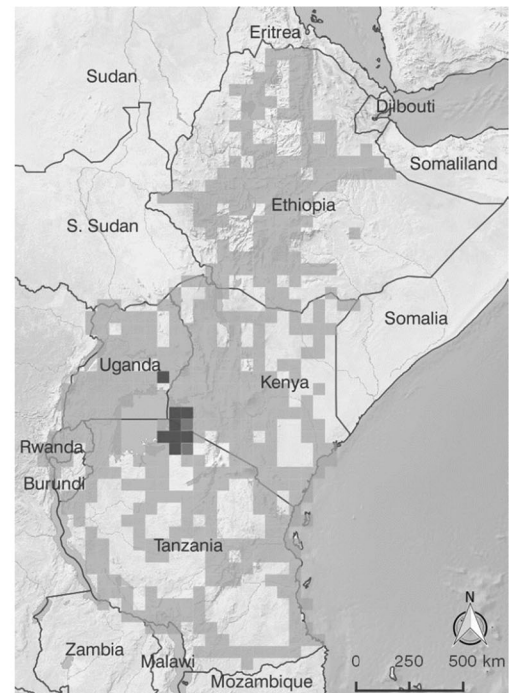 Eritrea
Sudan
Djibouti
Somaliland
Ethiopia
S. Sudan
Somalia
Uganda
Kenya
Rwanda
Burundi
Tanzania
N
Zambia
Malawi
0 250 500 km
Mozambique